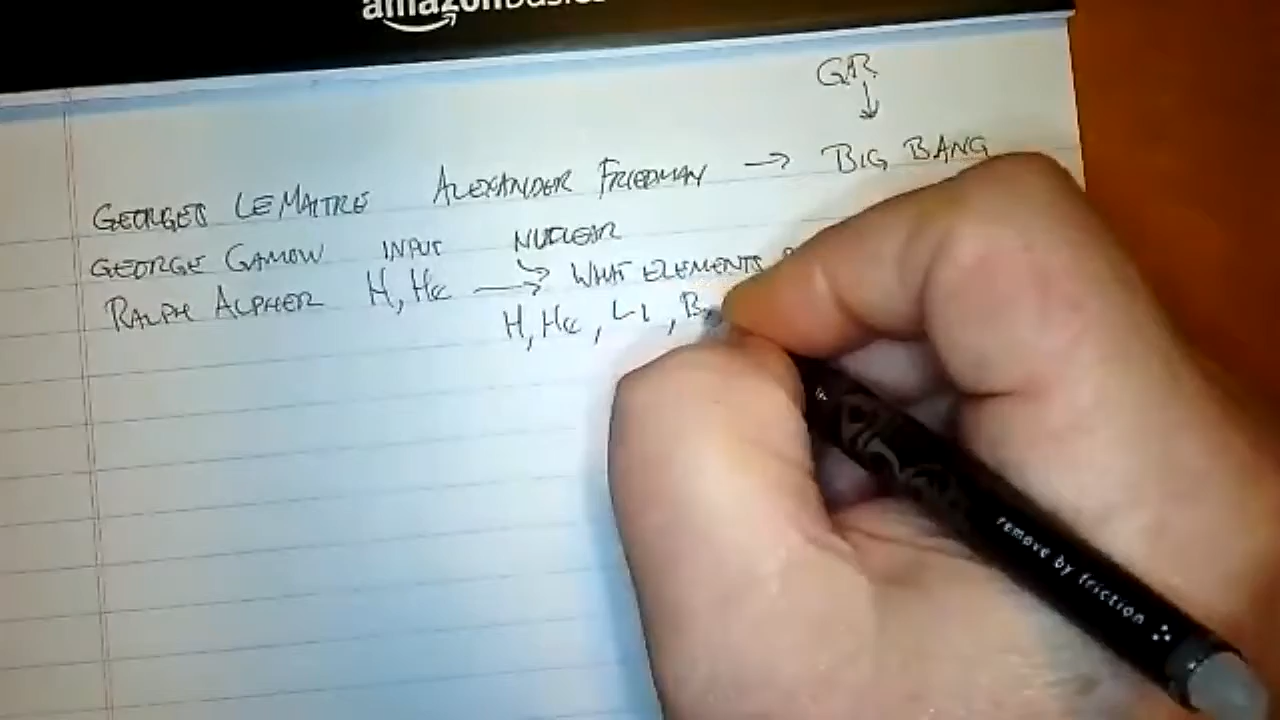 amazonbasics
G.R.
↓
GEORGES LEMAITRE ALEXANDER FRIEDMAN → BIG BANG
GEORGE GAMOW INPUT NUCLEAR
RALPH ALPHER H, He → WHAT ELEMENTS
H, He, Li, B
remove by friction